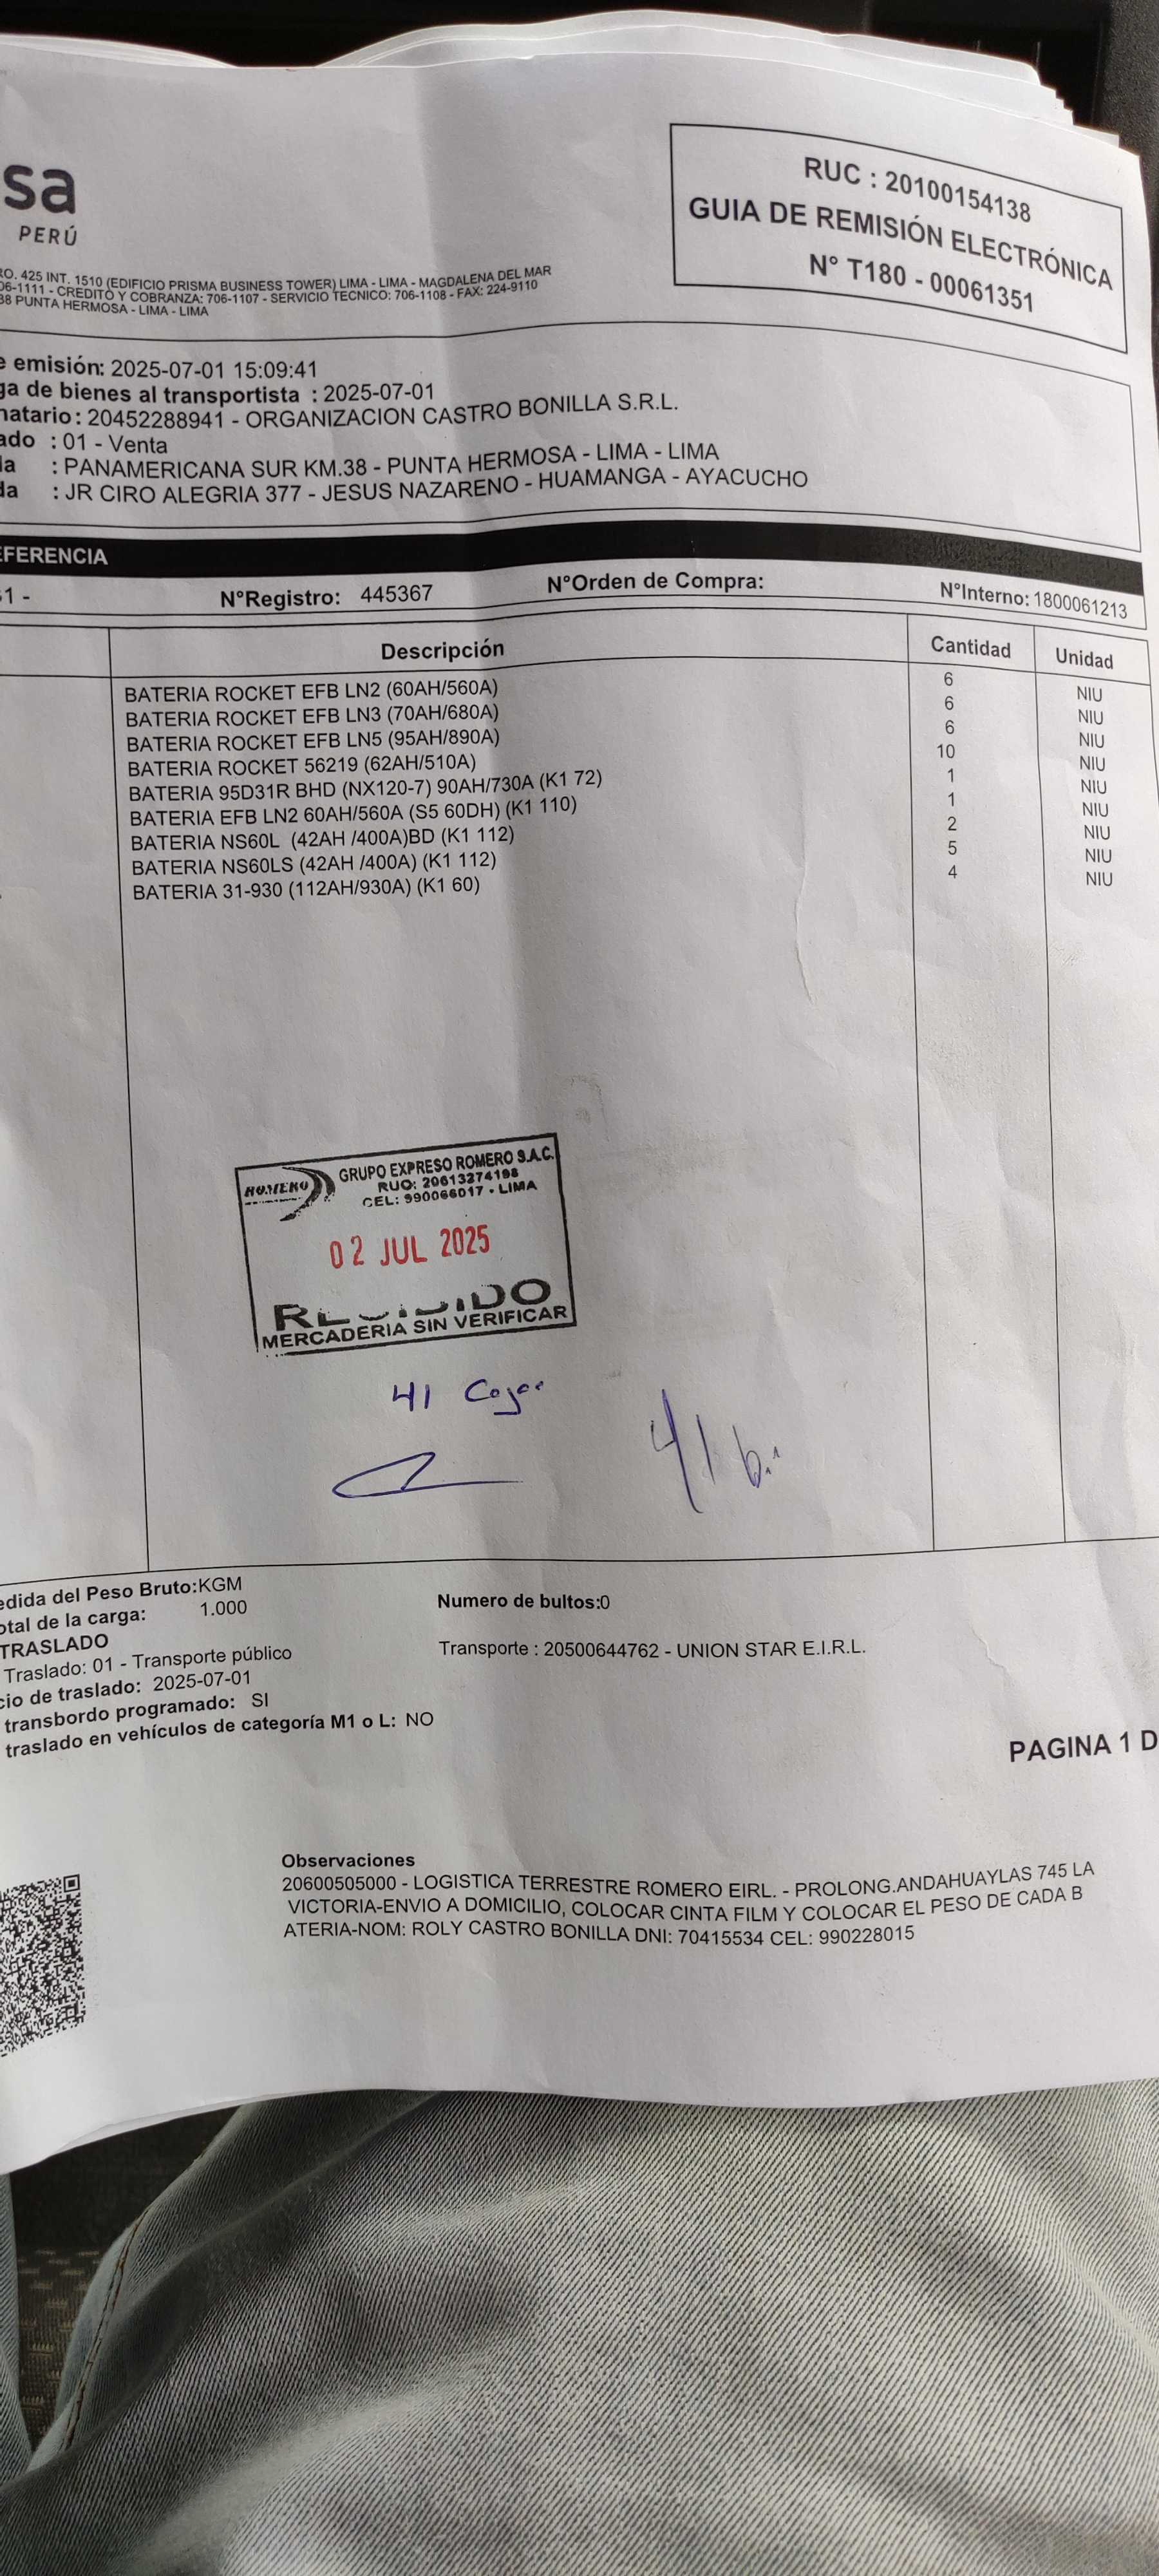 sa
PERÚ
RO. 425 INT. 1510 (EDIFICIO PRISMA BUSINESS TOWER) LIMA - LIMA - MAGDALENA DEL MAR
06-1111 - CREDITO Y COBRANZA: 706-1107 - SERVICIO TECNICO: 706-1108 - FAX: 224-9110
38 PUNTA HERMOSA - LIMA - LIMA
RUC : 20100154138
GUIA DE REMISIÓN ELECTRÓNICA
N° T180 - 00061351
e emisión: 2025-07-01 15:09:41
ga de bienes al transportista : 2025-07-01
natario: 20452288941 - ORGANIZACION CASTRO BONILLA S.R.L.
ado : 01 - Venta
da : PANAMERICANA SUR KM.38 - PUNTA HERMOSA - LIMA - LIMA
da : JR CIRO ALEGRIA 377 - JESUS NAZARENO - HUAMANGA - AYACUCHO
EFERENCIA
1 - N°Registro: 445367 N°Orden de Compra: N°Interno: 1800061213
Descripción Cantidad Unidad
BATERIA ROCKET EFB LN2 (60AH/560A) 6 NIU
BATERIA ROCKET EFB LN3 (70AH/680A) 6 NIU
BATERIA ROCKET EFB LN5 (95AH/890A) 6 NIU
BATERIA ROCKET 56219 (62AH/510A) 10 NIU
BATERIA 95D31R BHD (NX120-7) 90AH/730A (K1 72) 1 NIU
BATERIA EFB LN2 60AH/560A (S5 60DH) (K1 110) 1 NIU
BATERIA NS60L (42AH /400A)BD (K1 112) 2 NIU
BATERIA NS60LS (42AH /400A) (K1 112) 5 NIU
BATERIA 31-930 (112AH/930A) (K1 60) 4 NIU
ROMERO
GRUPO EXPRESO ROMERO S.A.C.
RUC: 20613274198
CEL: 990066017 - LIMA
02 JUL 2025
RECIBIDO
MERCADERIA SIN VERIFICAR
41 Cajas
41 b
edida del Peso Bruto:KGM
otal de la carga: 1.000
Numero de bultos:0
TRASLADO
Traslado: 01 - Transporte público
Transporte : 20500644762 - UNION STAR E.I.R.L.
cio de traslado: 2025-07-01
transbordo programado: SI
traslado en vehículos de categoría M1 o L: NO
PAGINA 1 D
Observaciones
20600505000 - LOGISTICA TERRESTRE ROMERO EIRL. - PROLONG.ANDAHUAYLAS 745 LA
VICTORIA-ENVIO A DOMICILIO, COLOCAR CINTA FILM Y COLOCAR EL PESO DE CADA B
ATERIA-NOM: ROLY CASTRO BONILLA DNI: 70415534 CEL: 990228015